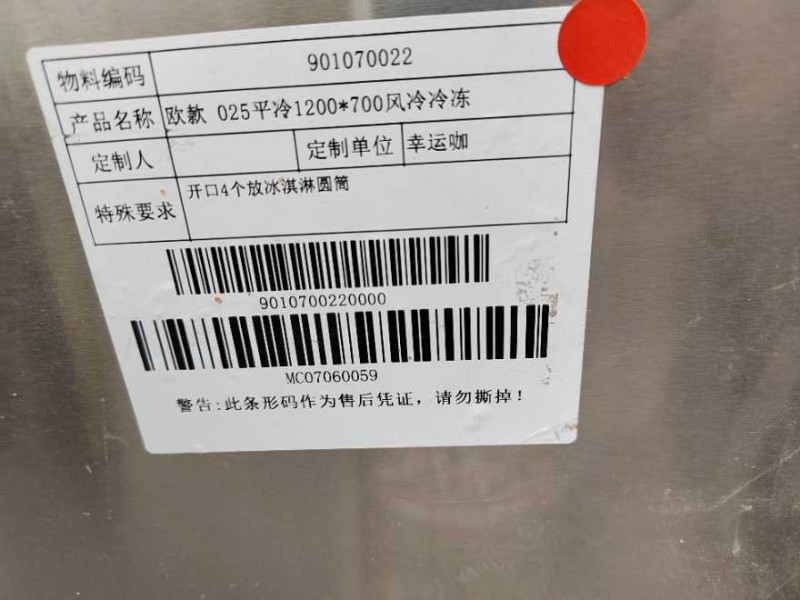 物料编码 901070022
产品名称 欧款 025平冷1200*700风冷冷冻
定制人 定制单位 幸运咖
特殊要求 开口4个放冰淇淋圆筒
9010700220000
MC07060059
警告:此条形码作为售后凭证，请勿撕掉！